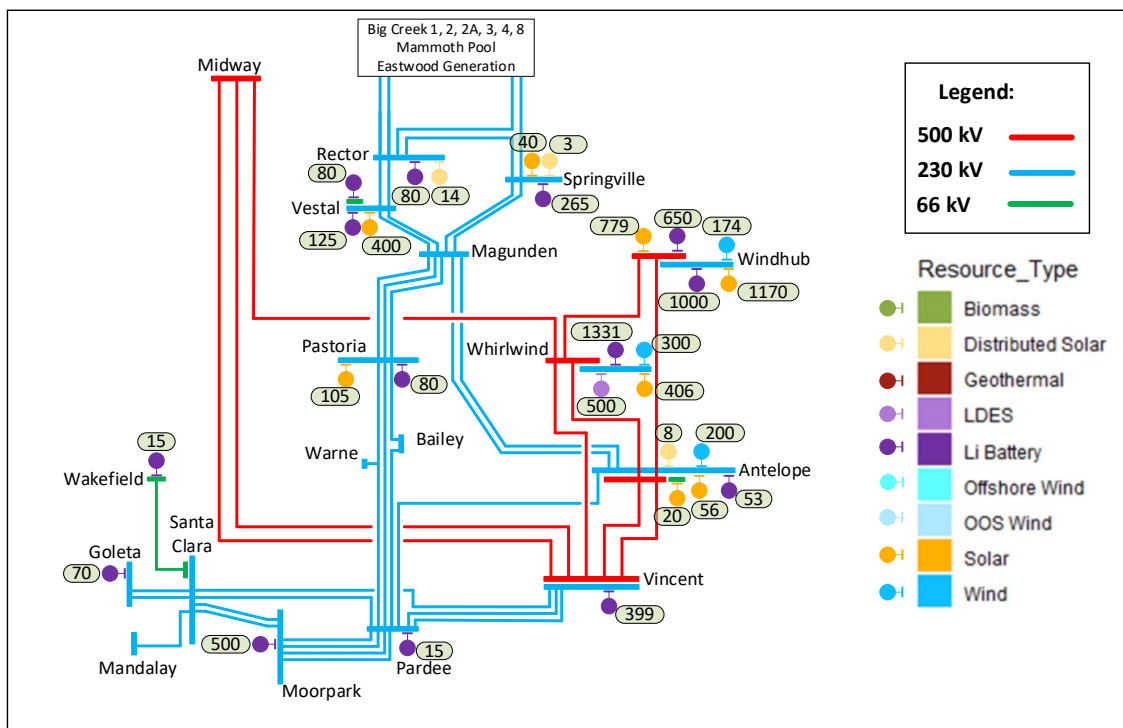 Big Creek 1, 2, 2A, 3, 4, 8
Mammoth Pool
Eastwood Generation
Midway
Legend:
500 kV
230 kV
66 kV
Rector
80
14
40
3
Springville
265
80
Vestal
125
400
Magunden
779
650
174
Windhub
1000
1170
Pastoria
105
80
Whirlwind
1331
300
500
406
Resource_Type
Biomass
Distributed Solar
Geothermal
LDES
Li Battery
Offshore Wind
OOS Wind
Solar
Wind
Bailey
Warne
8
200
Antelope
20
56
53
15
Wakefield
Santa
Clara
Goleta
70
Mandalay
500
Moorpark
15
Pardee
Vincent
399